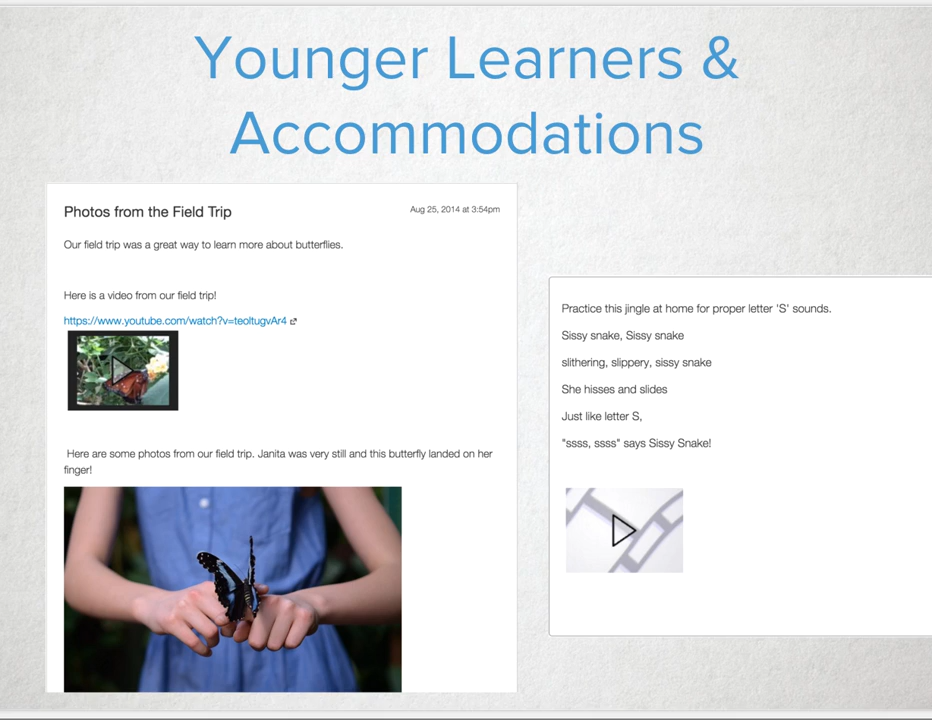 Younger Learners &
Accommodations
Photos from the Field Trip
Aug 25, 2014 at 3:54pm
Our field trip was a great way to learn more about butterflies.
Here is a video from our field trip!
https://www.youtube.com/watch?v=teoltugvAr4
Here are some photos from our field trip. Janita was very still and this butterfly landed on her
finger!
Practice this jingle at home for proper letter 'S' sounds.
Sissy snake, Sissy snake
slithering, slippery, sissy snake
She hisses and slides
Just like letter S,
"ssss, ssss" says Sissy Snake!